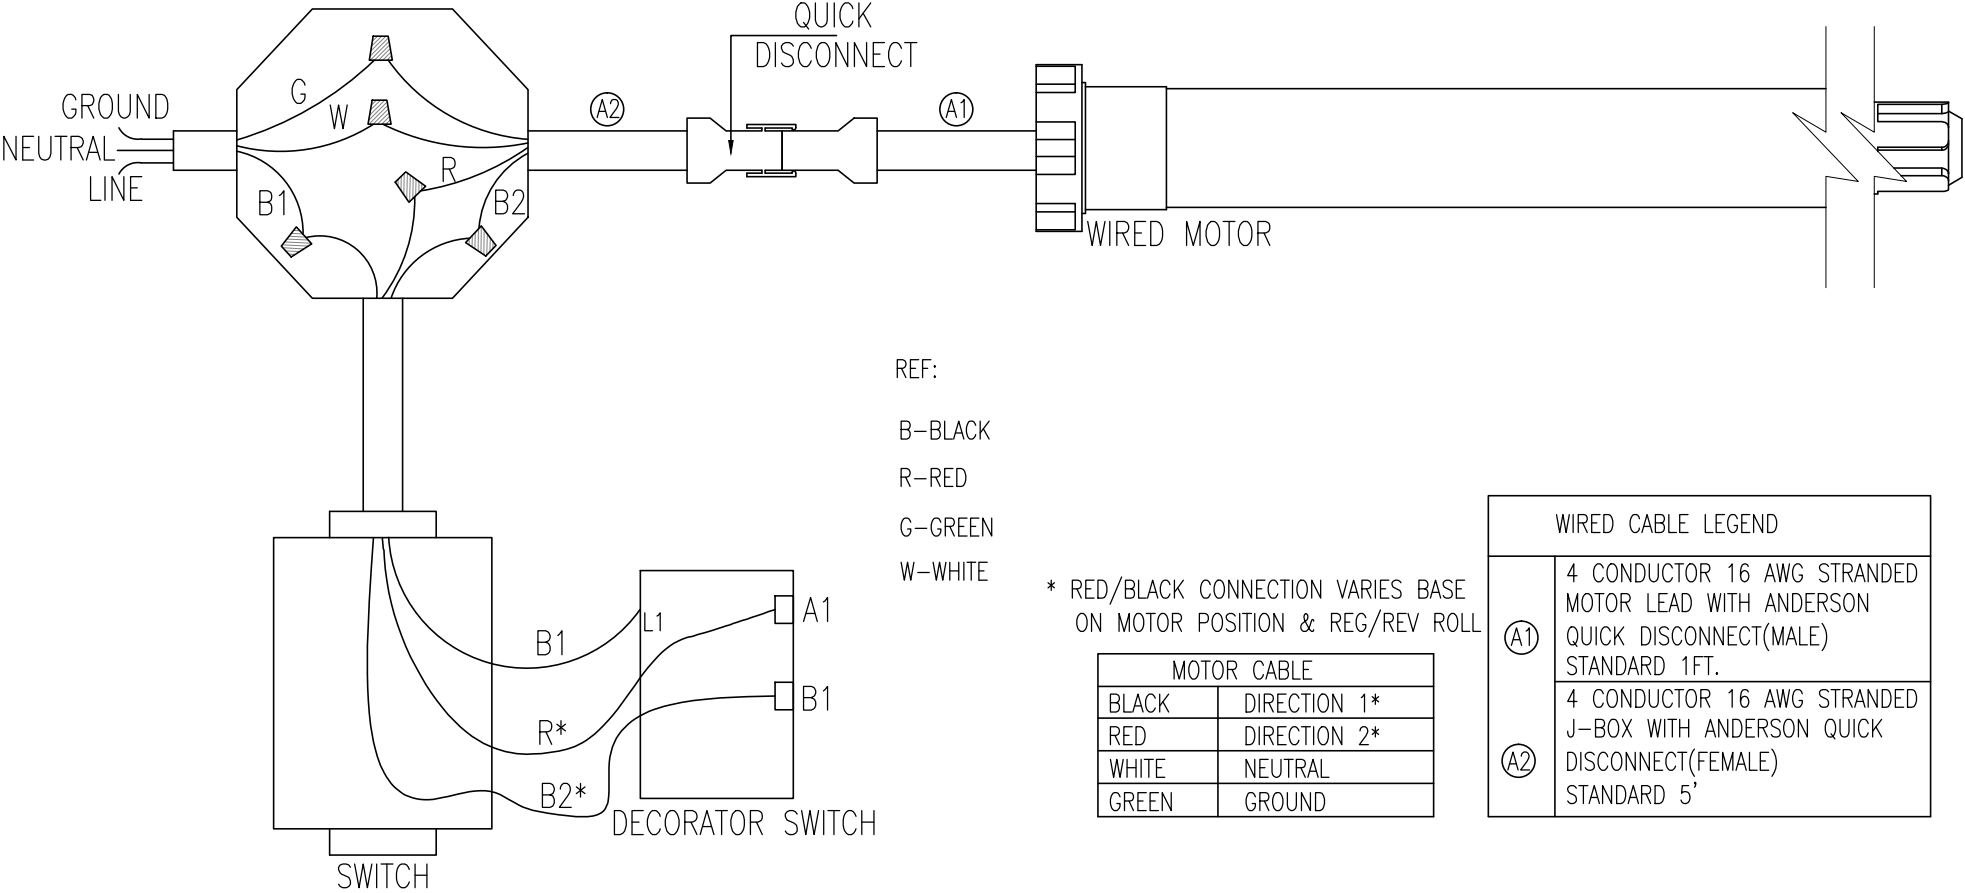 QUICK
DISCONNECT
GROUND
NEUTRAL
LINE
G
W
R
B1
B2
A2
A1
WIRED MOTOR
REF:
B-BLACK
R-RED
G-GREEN
W-WHITE
B1
R*
B2*
L1
A1
B1
DECORATOR SWITCH
SWITCH
* RED/BLACK CONNECTION VARIES BASE
ON MOTOR POSITION & REG/REV ROLL
MOTOR CABLE
BLACK DIRECTION 1*
RED DIRECTION 2*
WHITE NEUTRAL
GREEN GROUND
WIRED CABLE LEGEND
A1
4 CONDUCTOR 16 AWG STRANDED
MOTOR LEAD WITH ANDERSON
QUICK DISCONNECT(MALE)
STANDARD 1FT.
A2
4 CONDUCTOR 16 AWG STRANDED
J-BOX WITH ANDERSON QUICK
DISCONNECT(FEMALE)
STANDARD 5'